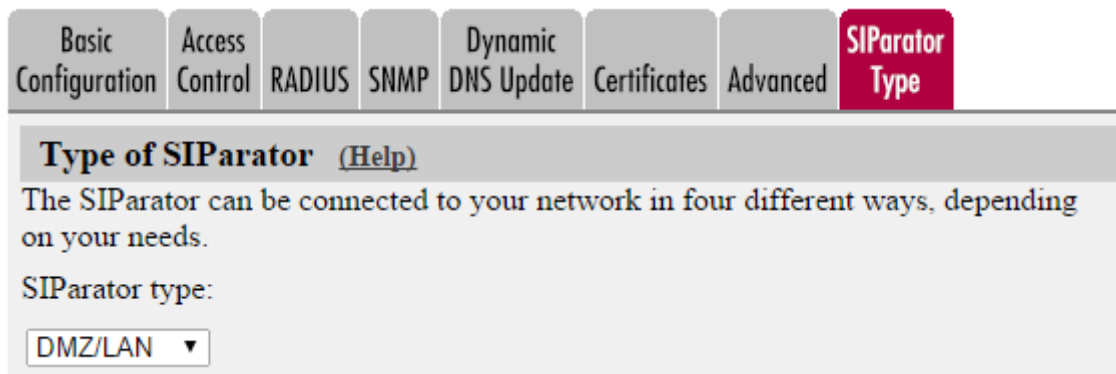 Basic Configuration
Access Control
RADIUS
SNMP
Dynamic DNS Update
Certificates
Advanced
SIParator Type
Type of SIParator (Help)
The SIParator can be connected to your network in four different ways, depending
on your needs.
SIParator type:
DMZ/LAN